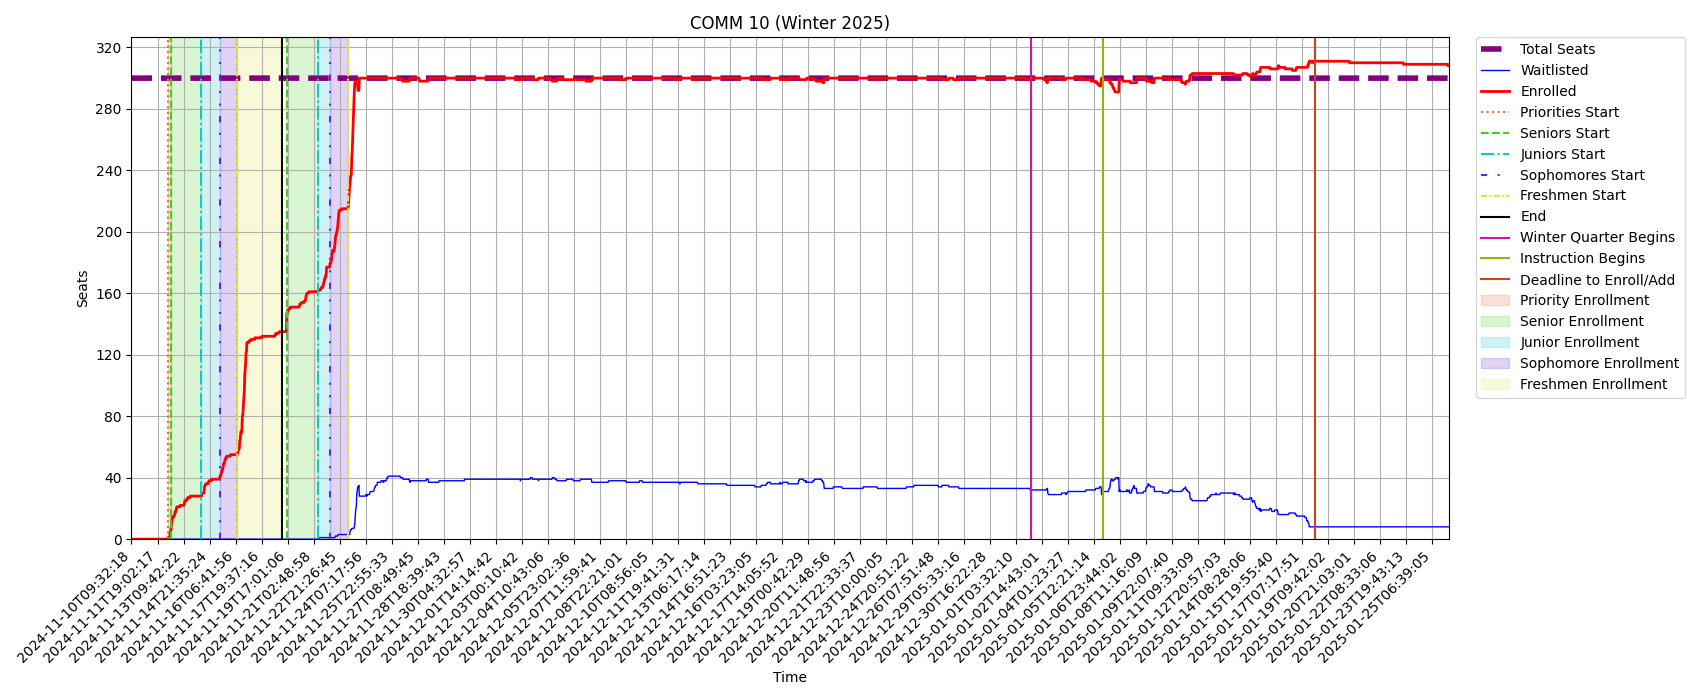 COMM 10 (Winter 2025)
Seats
320
280
240
200
160
120
80
40
0
2024-11-10T09:32:18
2024-11-11T19:02:17
2024-11-13T09:42:22
2024-11-14T21:35:24
2024-11-16T06:41:56
2024-11-17T19:37:16
2024-11-19T17:01:06
2024-11-21T02:48:58
2024-11-22T21:26:45
2024-11-24T07:17:56
2024-11-25T22:55:33
2024-11-27T08:49:45
2024-11-28T18:39:43
2024-11-30T04:32:57
2024-12-01T14:14:42
2024-12-03T00:10:42
2024-12-04T10:43:06
2024-12-05T23:02:36
2024-12-07T11:59:41
2024-12-08T22:21:01
2024-12-10T08:56:05
2024-12-11T19:41:31
2024-12-13T06:17:14
2024-12-14T16:51:23
2024-12-16T03:23:05
2024-12-17T14:05:52
2024-12-19T00:42:29
2024-12-20T11:48:56
2024-12-21T22:33:37
2024-12-23T10:00:05
2024-12-24T20:51:22
2024-12-26T07:51:48
2024-12-29T05:33:16
2024-12-30T16:22:28
2025-01-01T03:32:10
2025-01-02T14:43:01
2025-01-04T01:23:27
2025-01-05T12:21:14
2025-01-06T23:44:02
2025-01-08T11:16:09
2025-01-09T22:07:40
2025-01-11T09:33:09
2025-01-12T20:57:03
2025-01-14T08:28:06
2025-01-15T19:55:40
2025-01-17T07:17:51
2025-01-19T09:42:02
2025-01-20T21:03:01
2025-01-22T08:33:06
2025-01-23T19:43:13
2025-01-25T06:39:05
Time
Total Seats
Waitlisted
Enrolled
Priorities Start
Seniors Start
Juniors Start
Sophomores Start
Freshmen Start
End
Winter Quarter Begins
Instruction Begins
Deadline to Enroll/Add
Priority Enrollment
Senior Enrollment
Junior Enrollment
Sophomore Enrollment
Freshmen Enrollment